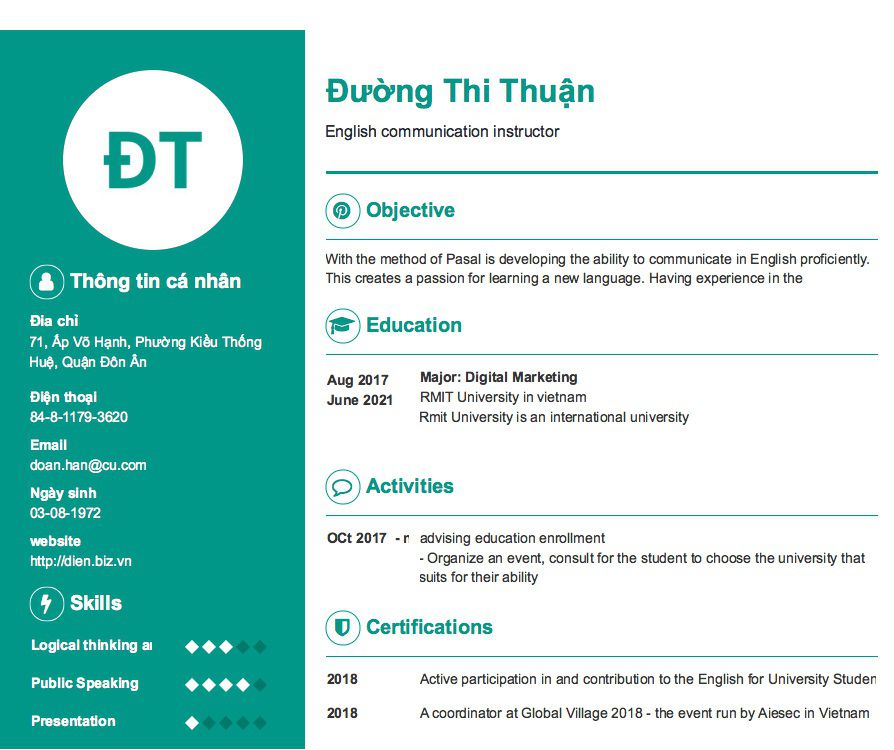 ĐT
Thông tin cá nhân
Địa chỉ
71, Ấp Võ Hạnh, Phường Kiều Thống
Huệ, Quận Đôn Ân
Điện thoại
84-8-1179-3620
Email
doan.han@cu.com
Ngày sinh
03-08-1972
website
http://dien.biz.vn
Skills
Logical thinking
Public Speaking
Presentation
Đường Thi Thuận
English communication instructor
Objective
With the method of Pasal is developing the ability to communicate in English proficiently.
This creates a passion for learning a new language. Having experience in the
Education
Aug 2017
June 2021
Major: Digital Marketing
RMIT University in vietnam
Rmit University is an international university
Activities
OCt 2017 -
advising education enrollment
- Organize an event, consult for the student to choose the university that
suits for their ability
Certifications
2018
Active participation in and contribution to the English for University
2018
A coordinator at Global Village 2018 - the event run by Aiesec in Vietnam